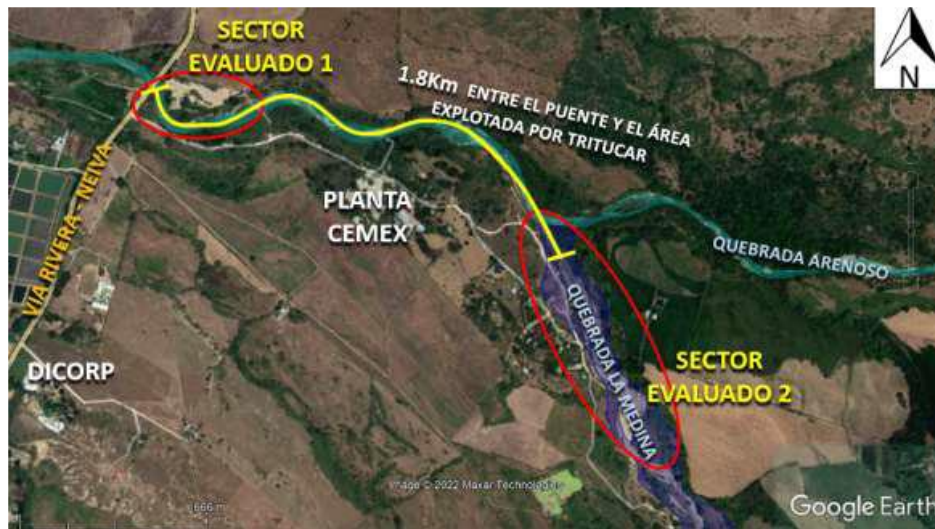 SECTOR
EVALUADO 1
N
1.8Km ENTRE EL PUENTE Y EL ÁREA
EXPLOTADA POR TRITUCAR
VIA RIVERA - NEIVA
PLANTA
CEMEX
QUEBRADA ARENOSO
QUEBRADA LA MEDINA
SECTOR
EVALUADO 2
DICORP
Image © 2022 Maxar Technologies
666 m
Google Earth